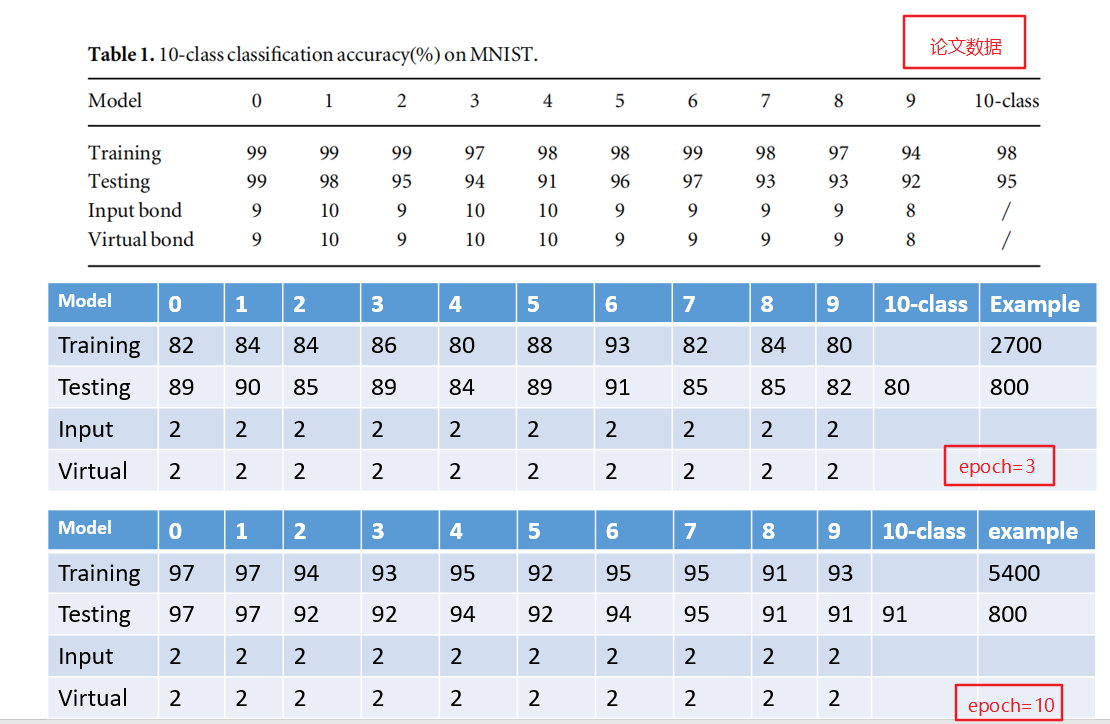 论文数据
Table 1. 10-class classification accuracy(%) on MNIST.
Model 0 1 2 3 4 5 6 7 8 9 10-class
Training 99 99 99 97 98 98 99 98 97 94 98
Testing 99 98 95 94 91 96 97 93 93 92 95
Input bond 9 10 9 10 10 9 9 9 9 8 /
Virtual bond 9 10 9 10 10 9 9 9 9 8 /
Model 0 1 2 3 4 5 6 7 8 9 10-class Example
Training 82 84 84 86 80 88 93 82 84 80 2700
Testing 89 90 85 89 84 89 91 85 85 82 80 800
Input 2 2 2 2 2 2 2 2 2 2
Virtual 2 2 2 2 2 2 2 2 2 2
epoch=3
Model 0 1 2 3 4 5 6 7 8 9 10-class example
Training 97 97 94 93 95 92 95 95 91 93 5400
Testing 97 97 92 92 94 92 94 95 91 91 91 800
Input 2 2 2 2 2 2 2 2 2 2
Virtual 2 2 2 2 2 2 2 2 2 2
epoch=10